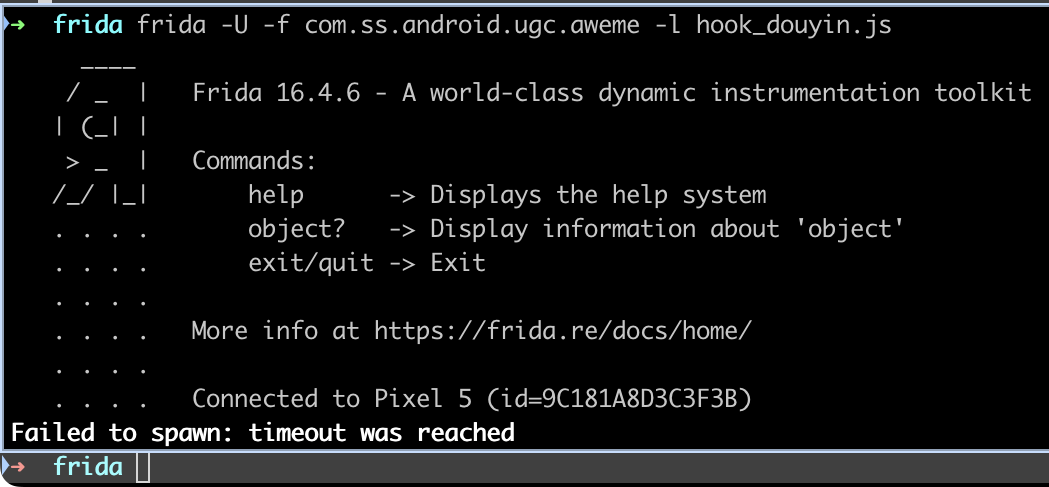 ➜  frida frida -U -f com.ss.android.ugc.aweme -l hook_douyin.js
     ____
    / _  |   Frida 16.4.6 - A world-class dynamic instrumentation toolkit
   | (_| |
    > _  |   Commands:
   /_/ |_|       help      -> Displays the help system
   . . . .       object?   -> Display information about 'object'
   . . . .       exit/quit -> Exit
   . . . .
   . . . .   More info at https://frida.re/docs/home/
   . . . .
   . . . .   Connected to Pixel 5 (id=9C181A8D3C3F3B)
Failed to spawn: timeout was reached
➜  frida